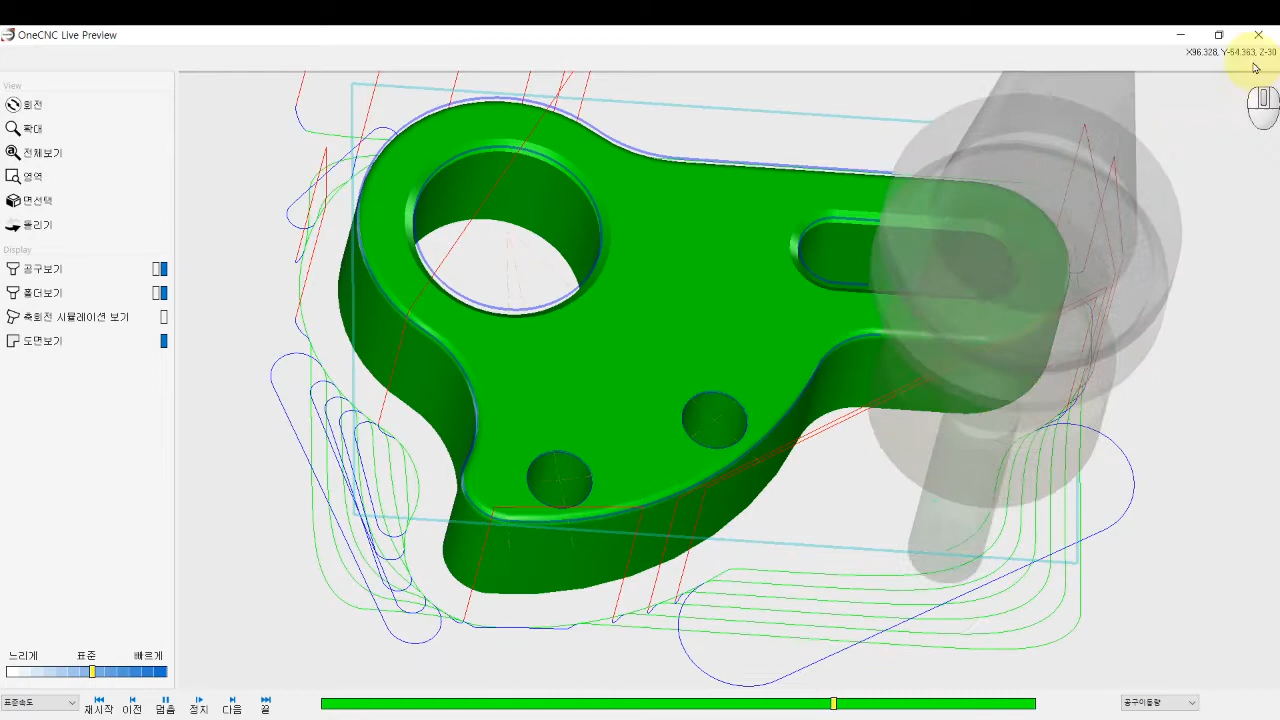 OneCNC Live Preview
X96.328, Y-54.363, Z-30
View
회전
확대
전체보기
영역
면선택
돌리기
Display
공구보기
홀더보기
측회전 시뮬레이션 보기
도면보기
느리게 표준 빠르게
표준속도
재시작 이전 멈춤 정지 다음 끝
공구이동량